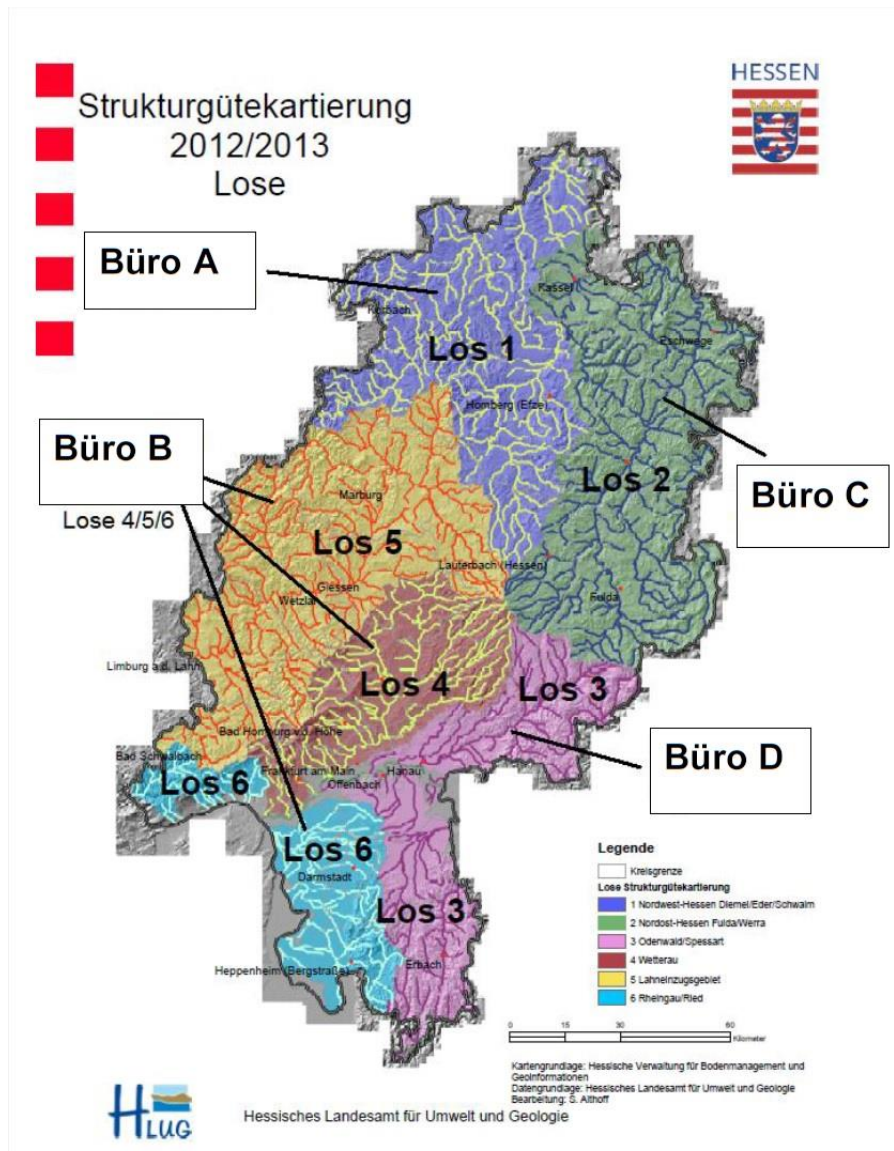 HESSEN
Strukturgütekartierung
2012/2013
Lose
Büro A
Kassel
Korbach
Eschwege
Los 1
Homberg (Efze)
Büro B
Lose 4/5/6
Los 2
Büro C
Marburg
Los 5
Lauterbach (Hessen)
Giessen
Wetzlar
Fulda
Limburg a.d. Lahn
Los 4
Los 3
Bad Homburg v.d. Höhe
Büro D
Bad Schwalbach
Frankfurt am Main
Hanau
Los 6
Offenbach
Los 6
Darmstadt
Los 3
Heppenheim (Bergstraße)
Erbach
Legende
Kreisgrenze
Lose Strukturgütekartierung
1 Nordwest-Hessen Diemel/Eder/Schwalm
2 Nordost-Hessen Fulda/Werra
3 Odenwald/Spessart
4 Wetterau
5 Lahneinzugsgebiet
6 Rheingau/Ried
0 15 30 60
Kilometer
Kartengrundlage: Hessische Verwaltung für Bodenmanagement und
Geoinformationen
Datengrundlage: Hessisches Landesamt für Umwelt und Geologie
Bearbeitung: S. Althoff
HLUG
Hessisches Landesamt für Umwelt und Geologie